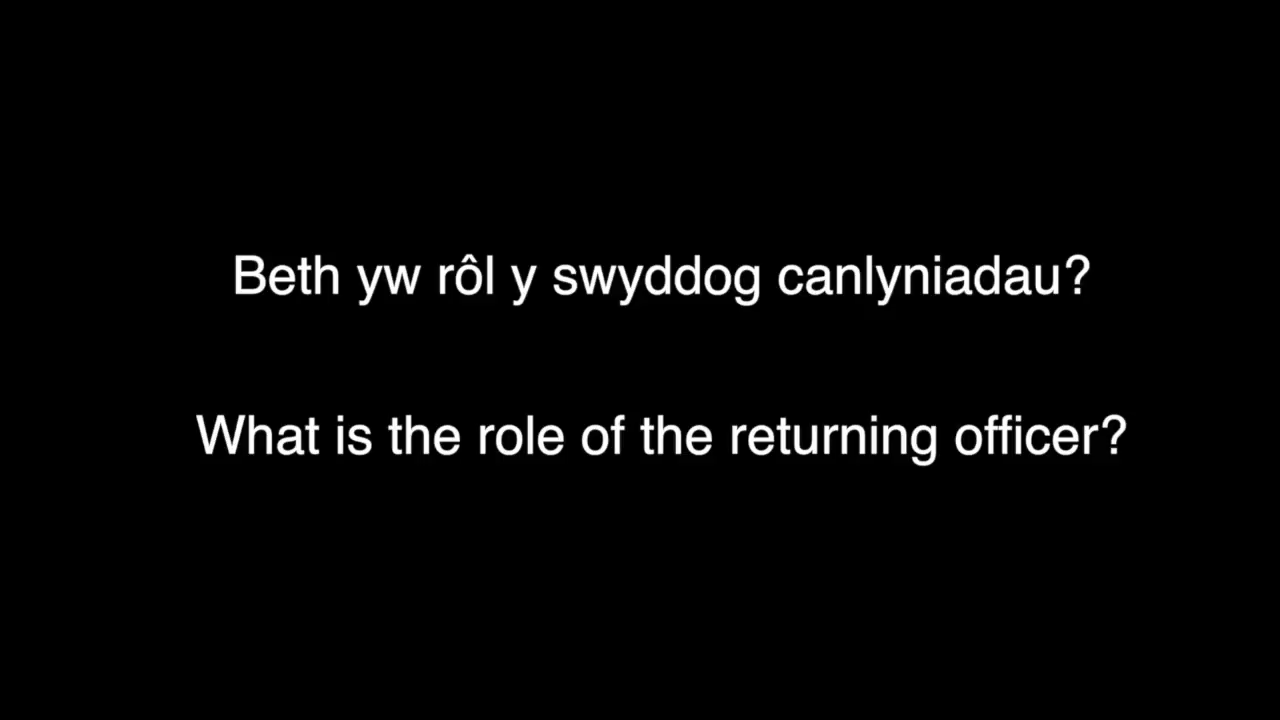 Beth yw rôl y swyddog canlyniadau?
What is the role of the returning officer?